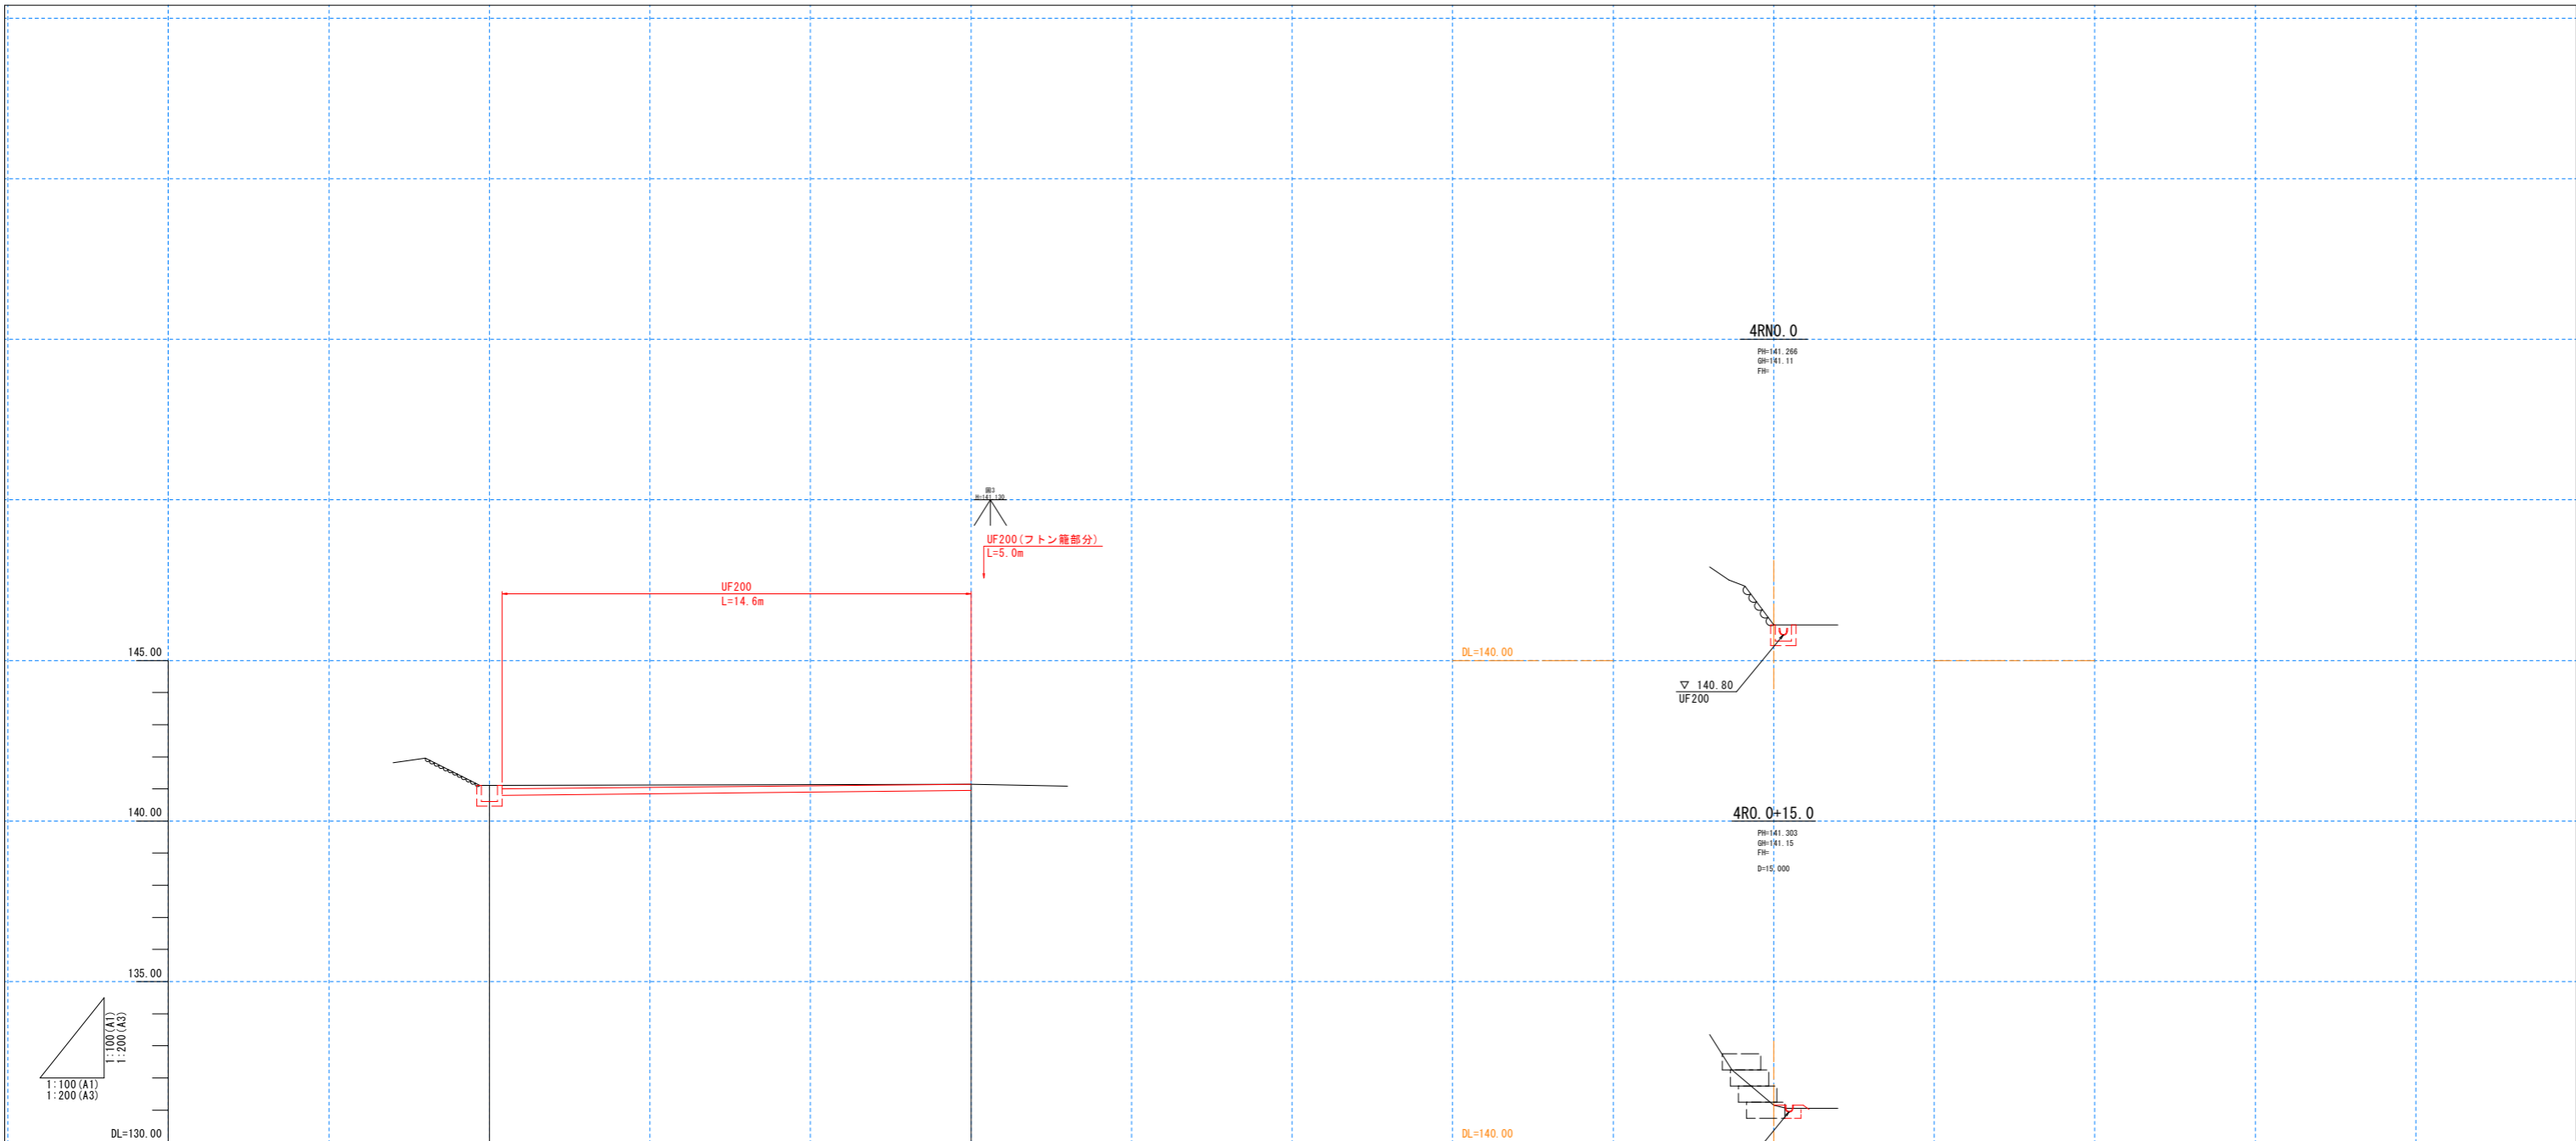 4RNO.0
PH=141.266
GH=141.11
FH=
H=141.130
UF200(フトン籠部分)
L=5.0m
UF200
L=14.6m
145.00
DL=140.00
▽ 140.80
UF200
140.00
4R0.0+15.0
PH=141.303
GH=141.15
FH=
D=15.000
135.00
1:100(A1)
1:200(A3)
1:100(A1)
1:200(A3)
DL=130.00
DL=140.00